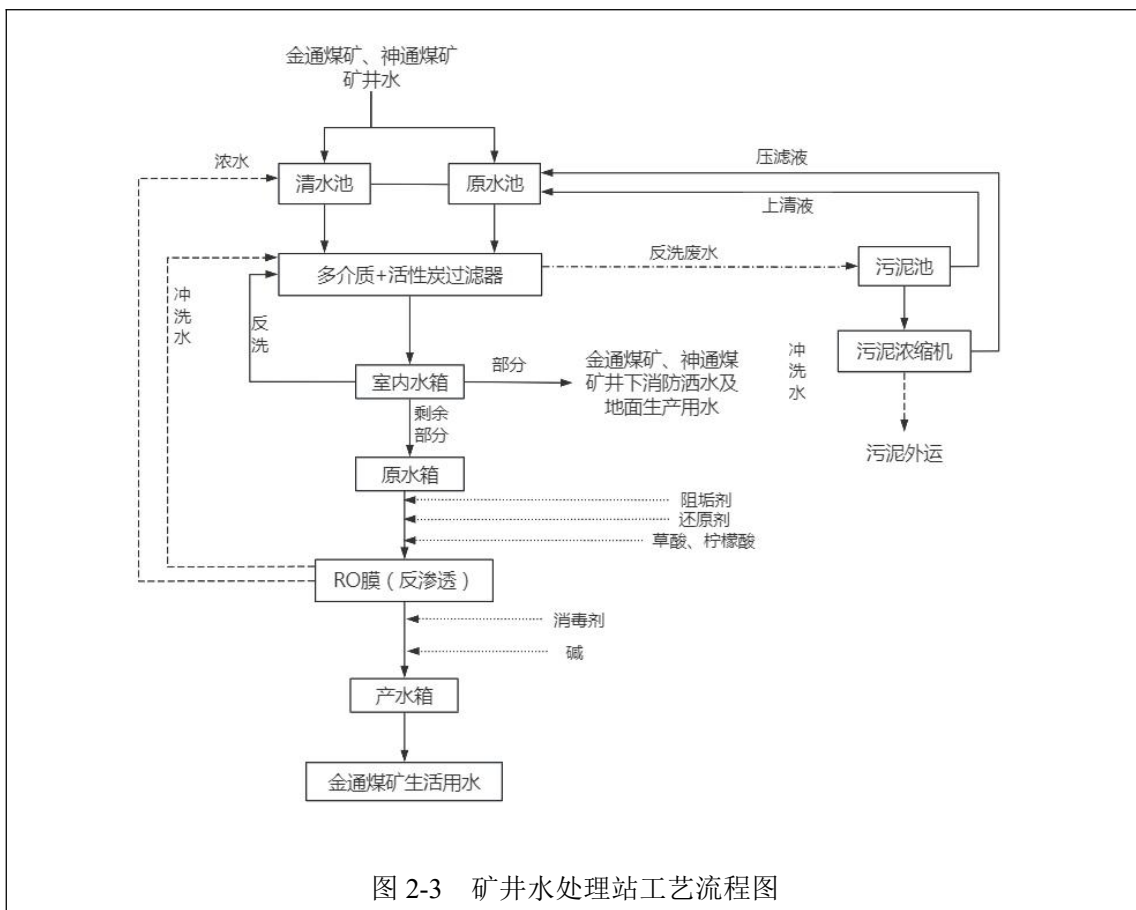 金通煤矿、神通煤矿
矿井水
浓水
清水池
原水池
压滤液
上清液
多介质+活性炭过滤器
反洗废水
污泥池
冲
洗
水
反
洗
污泥浓缩机
冲
洗
水
室内水箱
部分
金通煤矿、神通煤
矿井下消防洒水及
地面生产用水
剩余
部分
污泥外运
原水箱
阻垢剂
还原剂
草酸、柠檬酸
RO膜（反渗透）
消毒剂
碱
产水箱
金通煤矿生活用水
图 2-3 矿井水处理站工艺流程图